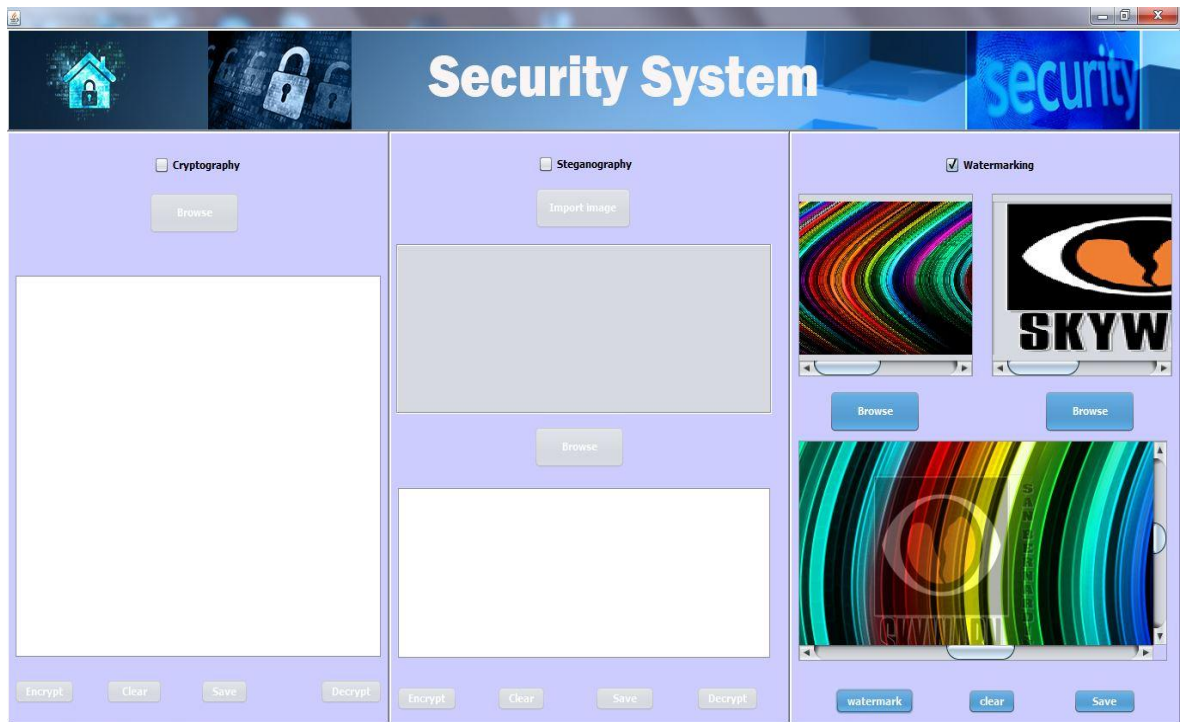 Security System
security
Cryptography
Browse
Encrypt
Clear
Save
Decrypt
Steganography
Import image
Browse
Encrypt
Clear
Save
Decrypt
Watermarking
SKYW
Browse
Browse
SKYWARN
watermark
clear
Save